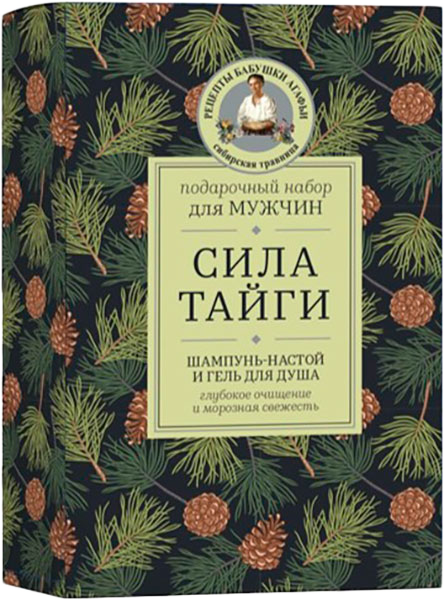 РЕЦЕПТЫ БАБУШКИ АГАФЬИ
сибирская травница
подарочный набор
для МУЖЧИН
СИЛА
ТАЙГИ
ШАМПУНЬ-НАСТОЙ
И ГЕЛЬ ДЛЯ ДУША
глубокое очищение
и морозная свежесть